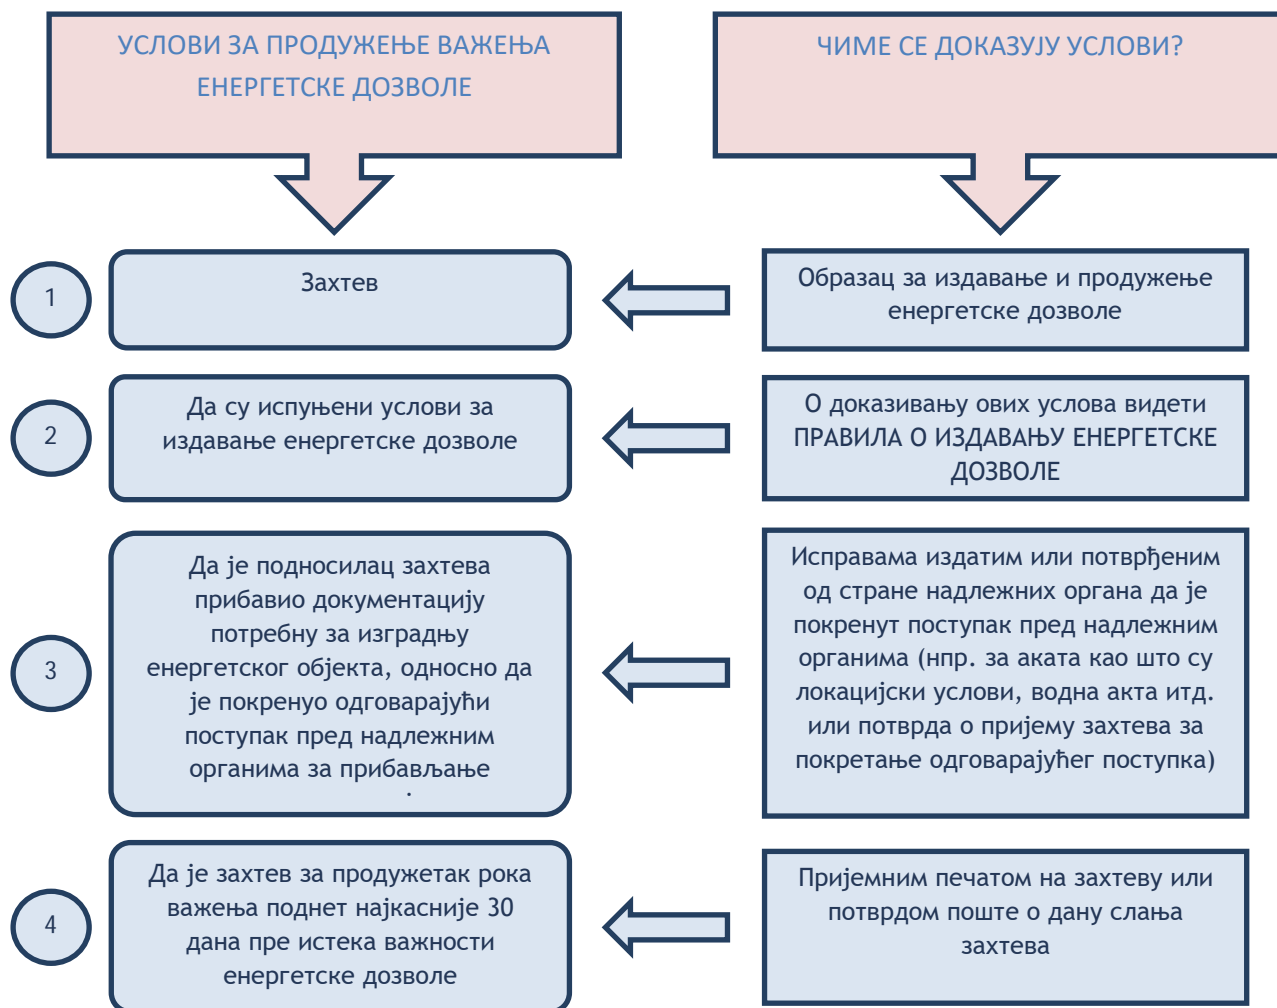 УСЛОВИ ЗА ПРОДУЖЕЊЕ ВАЖЕЊА
ЕНЕРГЕТСКЕ ДОЗВОЛЕ
ЧИМЕ СЕ ДОКАЗУЈУ УСЛОВИ?
1
Захтев
Образац за издавање и продужење
енергетске дозволе
2
Да су испуњени услови за
издавање енергетске дозволе
О доказивању ових услова видети
ПРАВИЛА О ИЗДАВАЊУ ЕНЕРГЕТСКЕ
ДОЗВОЛЕ
3
Да је подносилац захтева
прибавио документацију
потребну за изградњу
енергетског објекта, односно да
је покренуо одговарајући
поступак пред надлежним
органима за прибављање
Исправама издатим или потврђеним
од стране надлежних органа да је
покренут поступак пред надлежним
органима (нпр. за аката као што су
локацијски услови, водна акта итд.
или потврда о пријему захтева за
покретање одговарајућег поступка)
4
Да је захтев за продужетак рока
важења поднет најкасније 30
дана пре истека важности
енергетске дозволе
Пријемним печатом на захтеву или
потврдом поште о дану слања
захтева